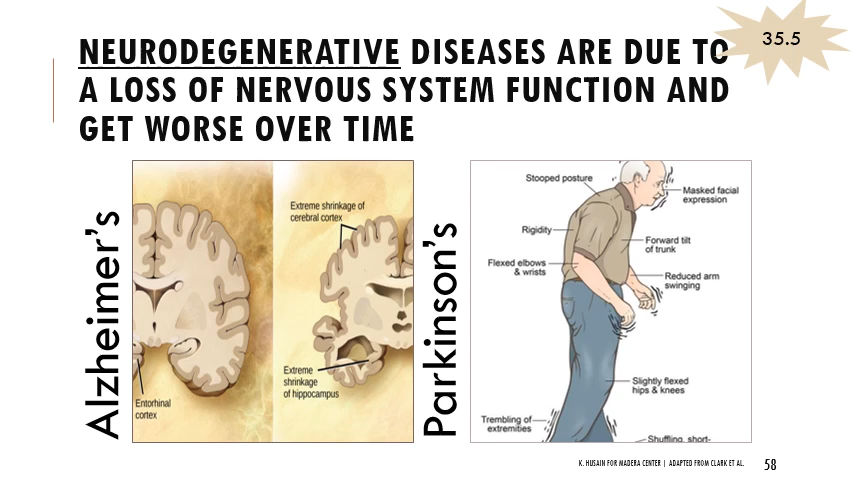 35.5
NEURODEGENERATIVE DISEASES ARE DUE TO
A LOSS OF NERVOUS SYSTEM FUNCTION AND
GET WORSE OVER TIME
Alzheimer's
Extreme shrinkage of
cerebral cortex
Extreme
shrinkage
of hippocampus
Entorhinal
cortex
Parkinson's
Stooped posture
Masked facial
expression
Rigidity
Forward tilt
of trunk
Flexed elbows
& wrists
Reduced arm
swinging
Slightly flexed
hips & knees
Trembling of
extremities
Shuffling, short-
K. HUSAIN FOR MADERA CENTER | ADAPTED FROM CLARK ET AL.
58